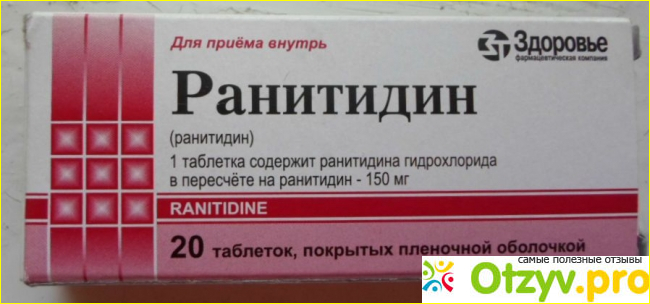 Для приёма внутрь
Здоровье
фармацевтическая компания
Ранитидин
(ранитидин)
1 таблетка содержит ранитидина гидрохлорида
в пересчёте на ранитидин - 150 мг
RANITIDINE
20 таблеток, покрытых пленочной оболочкой
самые полезные отзывы
Otzyv.pro